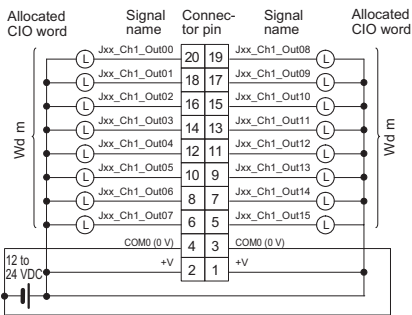 Allocated CIO word Signal name Connec-tor pin Signal name Allocated CIO word
Jxx_Ch1_Out00 20 19 Jxx_Ch1_Out08
L L
Jxx_Ch1_Out01 18 17 Jxx_Ch1_Out09
L L
Jxx_Ch1_Out02 16 15 Jxx_Ch1_Out10
L L
Jxx_Ch1_Out03 14 13 Jxx_Ch1_Out11
L L
Wd m Wd m
Jxx_Ch1_Out04 12 11 Jxx_Ch1_Out12
L L
Jxx_Ch1_Out05 10 9 Jxx_Ch1_Out13
L L
Jxx_Ch1_Out06 8 7 Jxx_Ch1_Out14
L L
Jxx_Ch1_Out07 6 5 Jxx_Ch1_Out15
L L
COM0 (0 V) 4 3 COM0 (0 V)
12 to 24 VDC
+V 2 1 +V